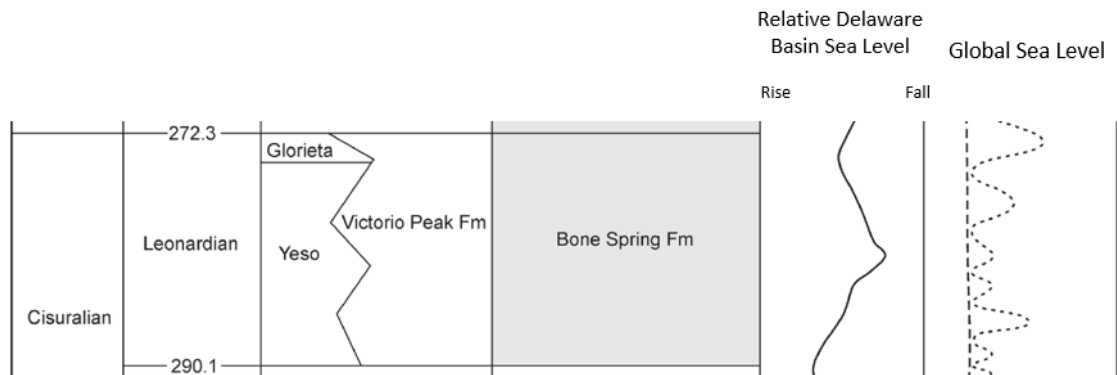 Relative Delaware
Basin Sea Level
Global Sea Level
Rise
Fall
272.3
Glorieta
Victorio Peak Fm
Leonardian
Bone Spring Fm
Yeso
Cisuralian
290.1